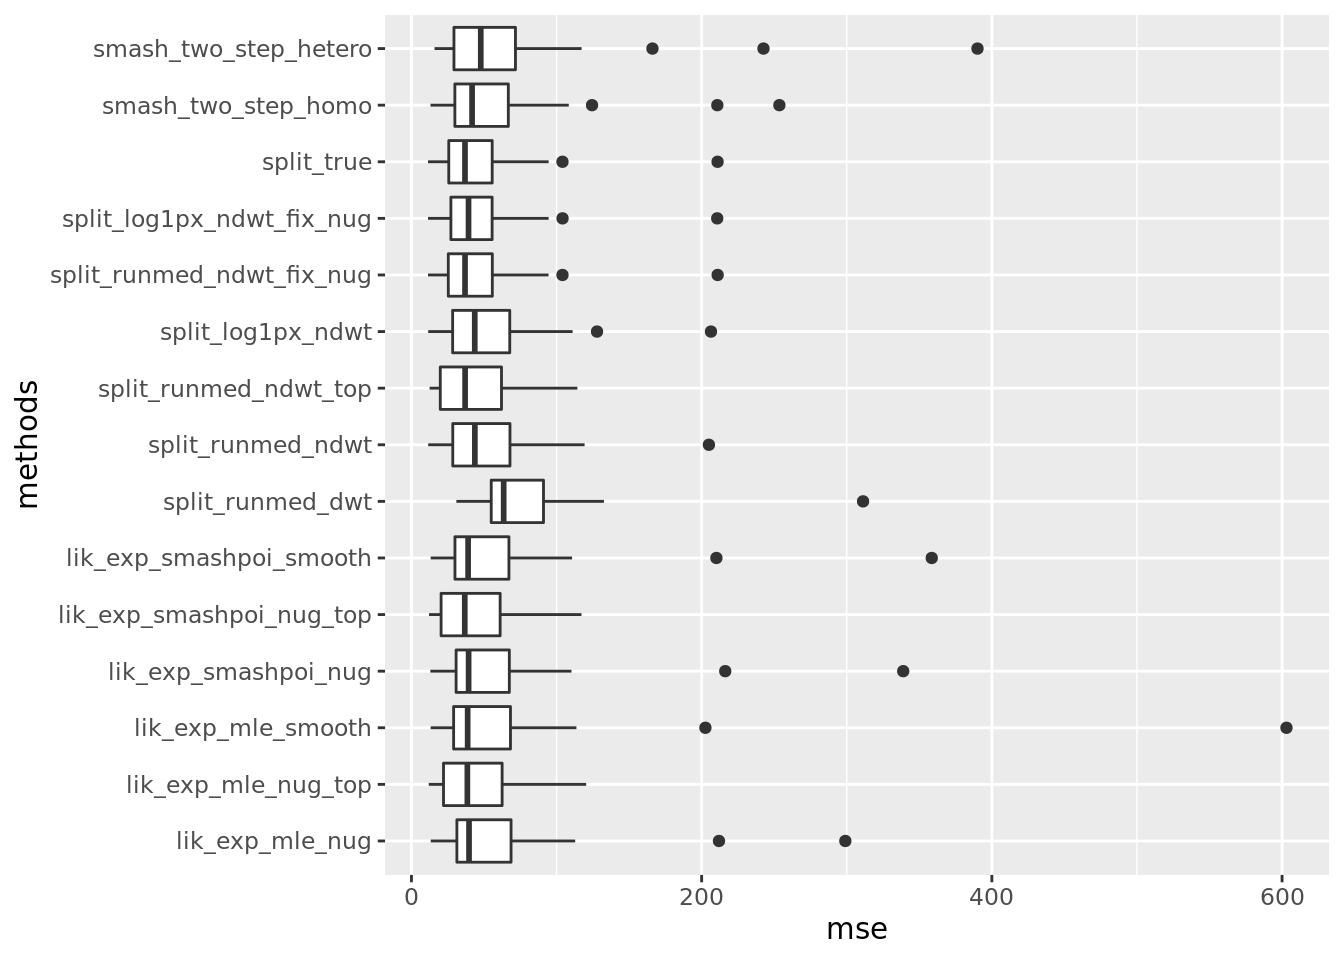 smash_two_step_hetero
smash_two_step_homo
split_true
split_log1px_ndwt_fix_nug
split_runmed_ndwt_fix_nug
split_log1px_ndwt
split_runmed_ndwt_top
split_runmed_ndwt
split_runmed_dwt
lik_exp_smashpoi_smooth
lik_exp_smashpoi_nug_top
lik_exp_smashpoi_nug
lik_exp_mle_smooth
lik_exp_mle_nug_top
lik_exp_mle_nug
methods
0 200 400 600
mse